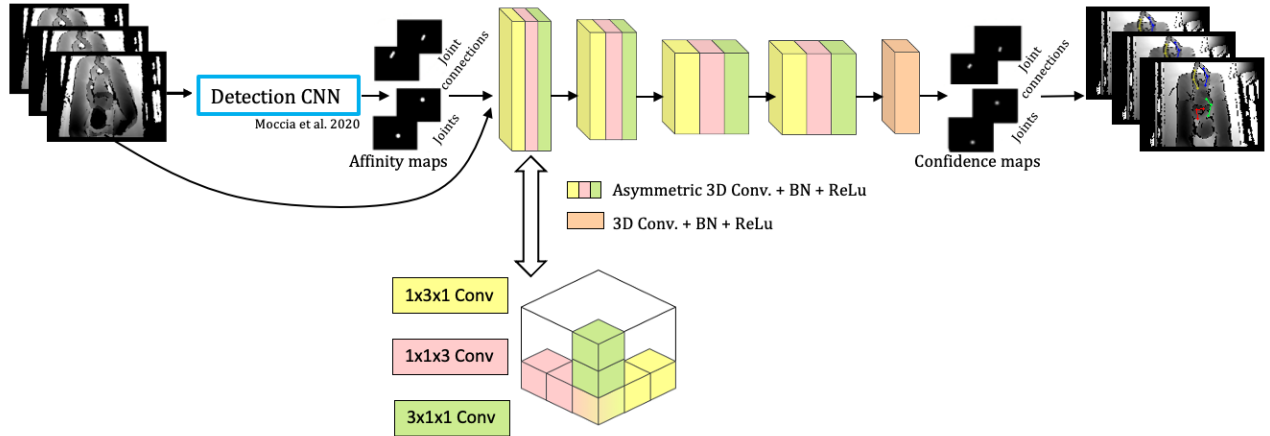 Detection CNN
Moccia et al. 2020
Joint
connections
Joints
Affinity maps
Joint
connections
Joints
Confidence maps
Asymmetric 3D Conv. + BN + ReLu
3D Conv. + BN + ReLu
1x3x1 Conv
1x1x3 Conv
3x1x1 Conv